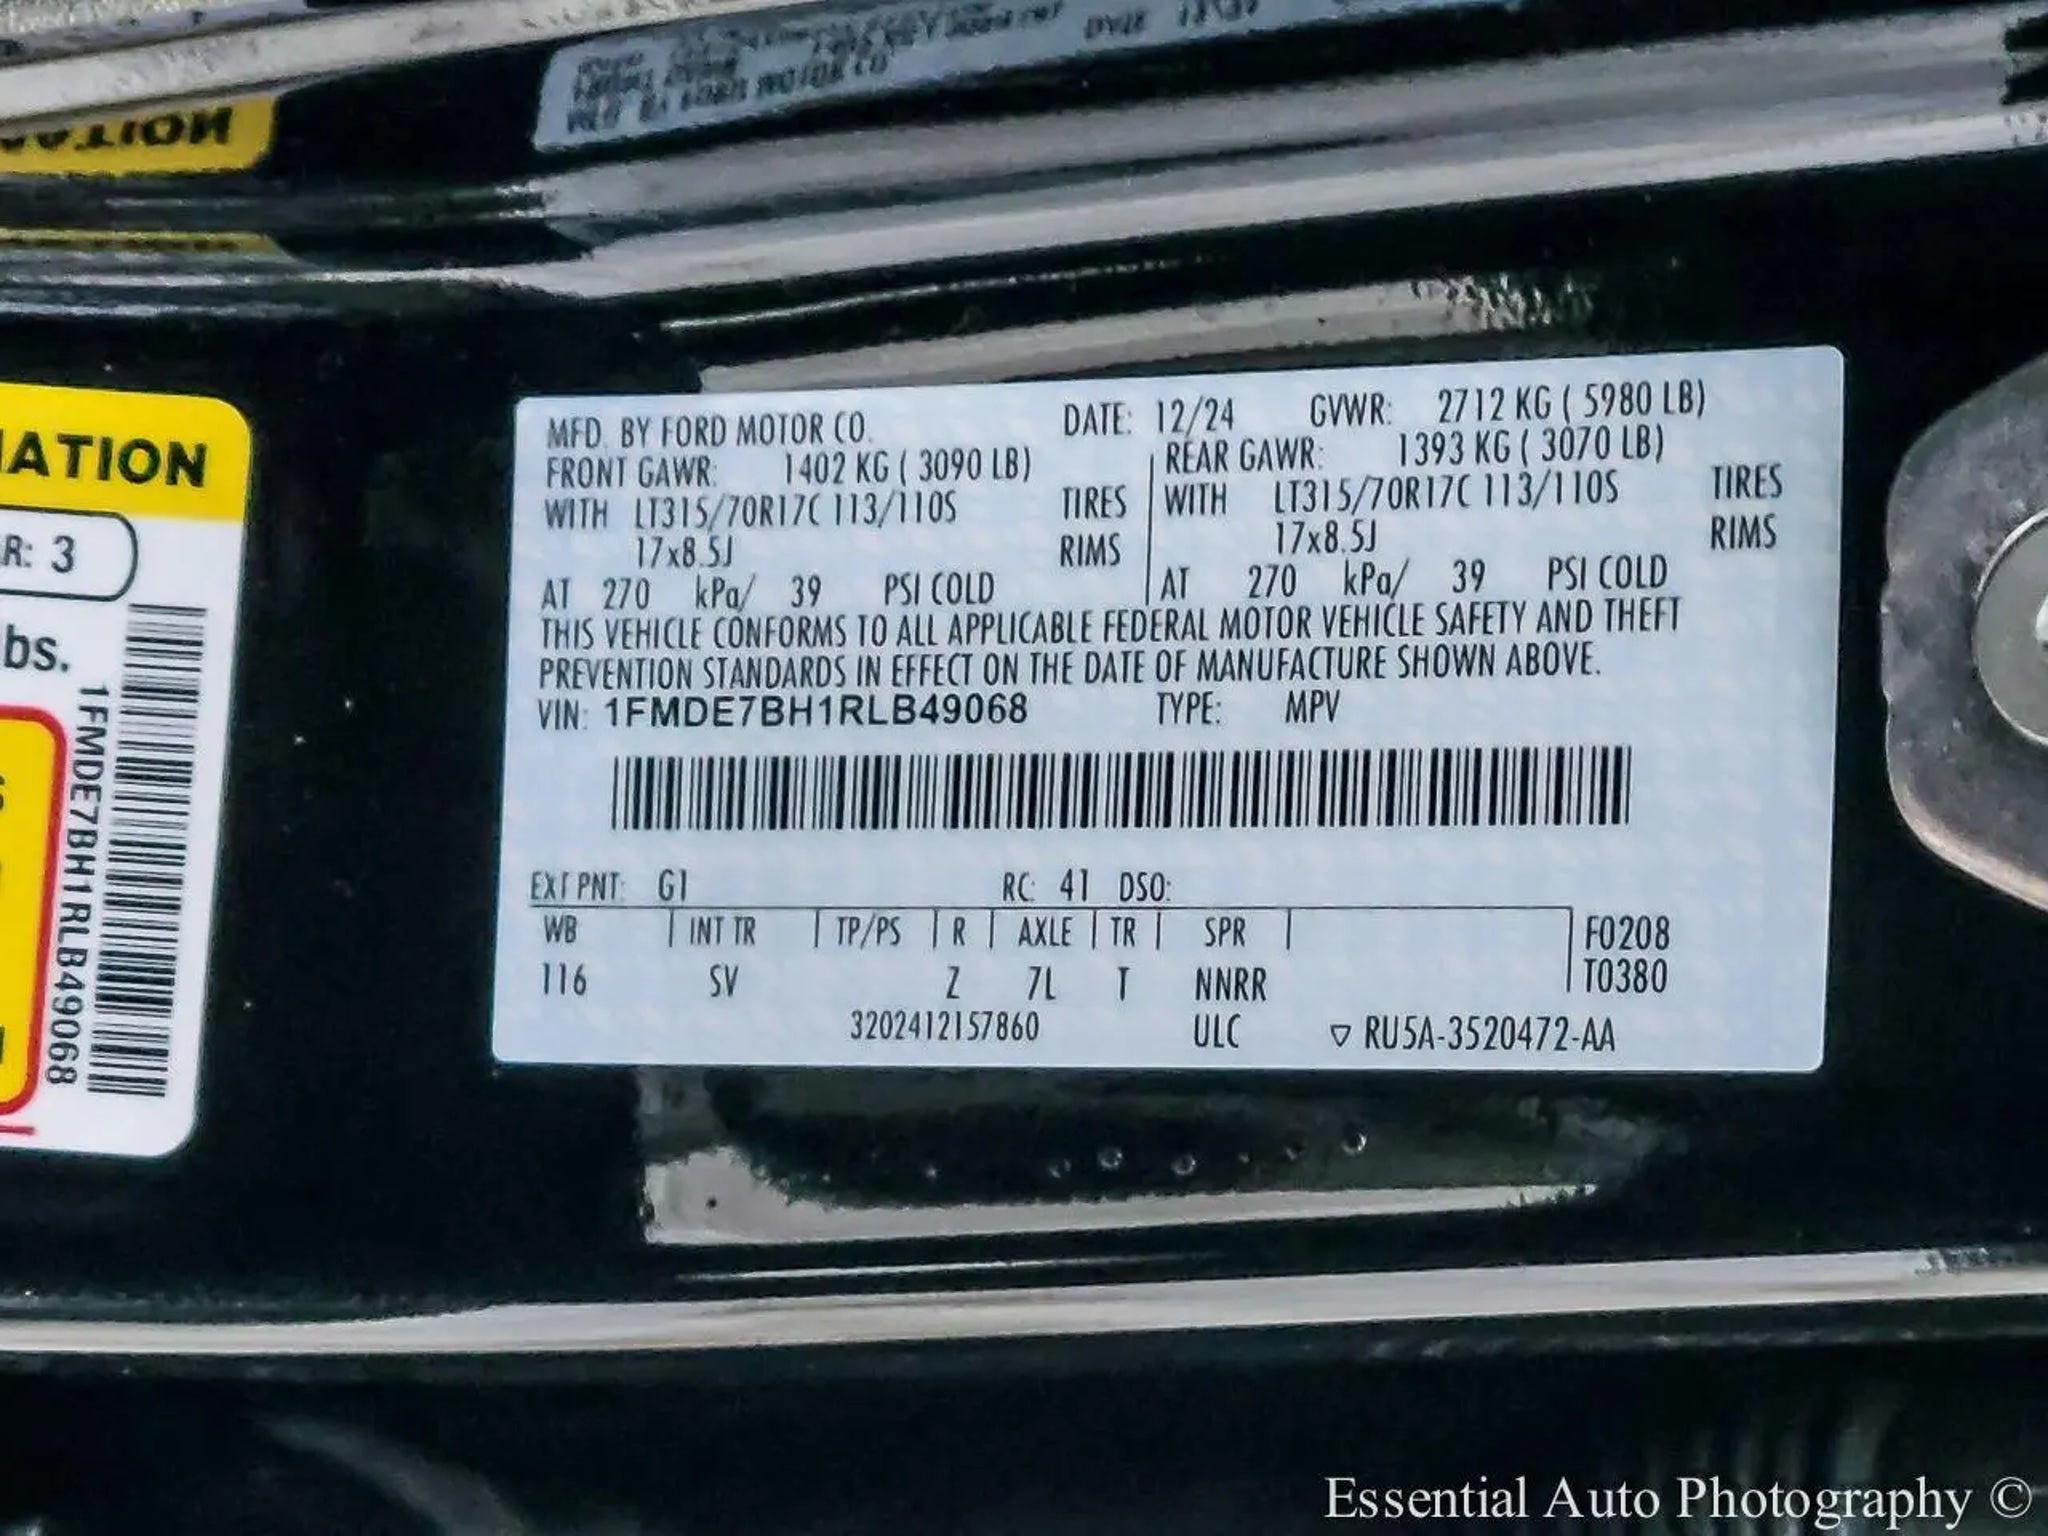 MFD. BY FORD MOTOR CO. DATE: 12/24 GVWR: 2712 KG ( 5980 LB)
FRONT GAWR: 1402 KG ( 3090 LB) REAR GAWR: 1393 KG ( 3070 LB)
WITH LT315/70R17C 113/110S TIRES WITH LT315/70R17C 113/110S TIRES
17x8.5J RIMS 17x8.5J RIMS
AT 270 kPa/ 39 PSI COLD AT 270 kPa/ 39 PSI COLD
THIS VEHICLE CONFORMS TO ALL APPLICABLE FEDERAL MOTOR VEHICLE SAFETY AND THEFT
PREVENTION STANDARDS IN EFFECT ON THE DATE OF MANUFACTURE SHOWN ABOVE.
VIN: 1FMDE7BH1RLB49068 TYPE: MPV
EXT PNT: G1 RC: 41 DSO:
WB INT TR TP/PS R AXLE TR SPR F0208
116 SV Z 7L T NNRR T0380
3202412157860 ULC ▽ RU5A-3520472-AA
R: 3
bs.
1FMDE7BH1RLB49068
Essential Auto Photography ©